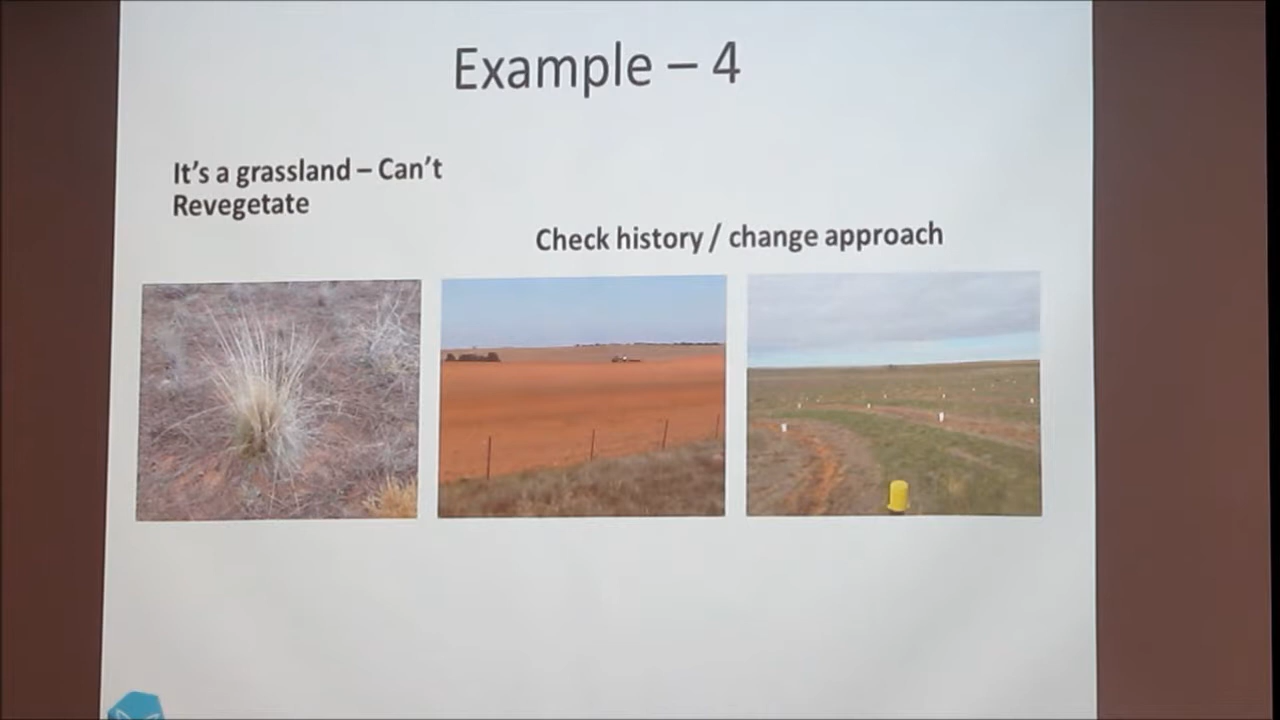 Example – 4
It's a grassland – Can't
Revegetate
Check history / change approach